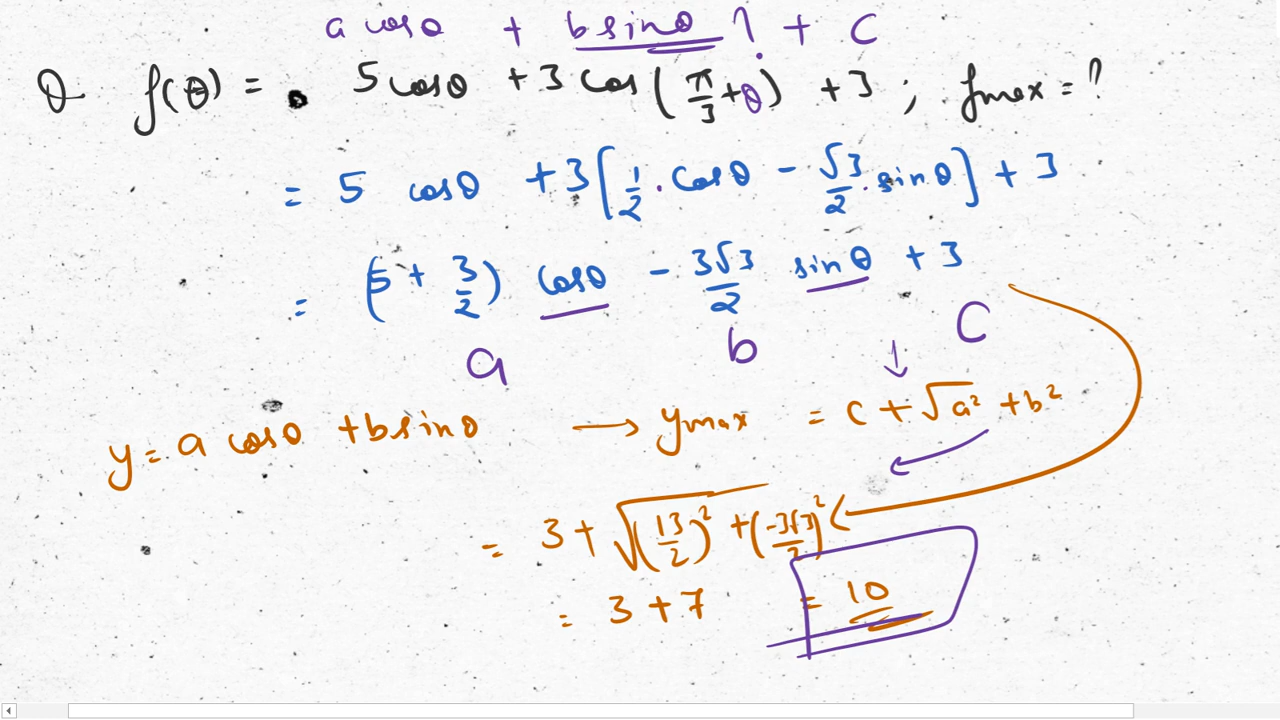 a cosθ + b sinθ ? + C
Q f(θ) = 5 cosθ + 3 cos(π/3 + θ) + 3 ; fmax = ?
= 5 cosθ + 3[1/2 . cosθ - √3/2 . sinθ] + 3
= (5 + 3/2) cosθ - 3√3/2 sinθ + 3
a b C
y = a cosθ + b sinθ → ymax = c + √a² + b²
= 3 + √(13/2)² + (-3√3/2)²
= 3 + 7 = 10